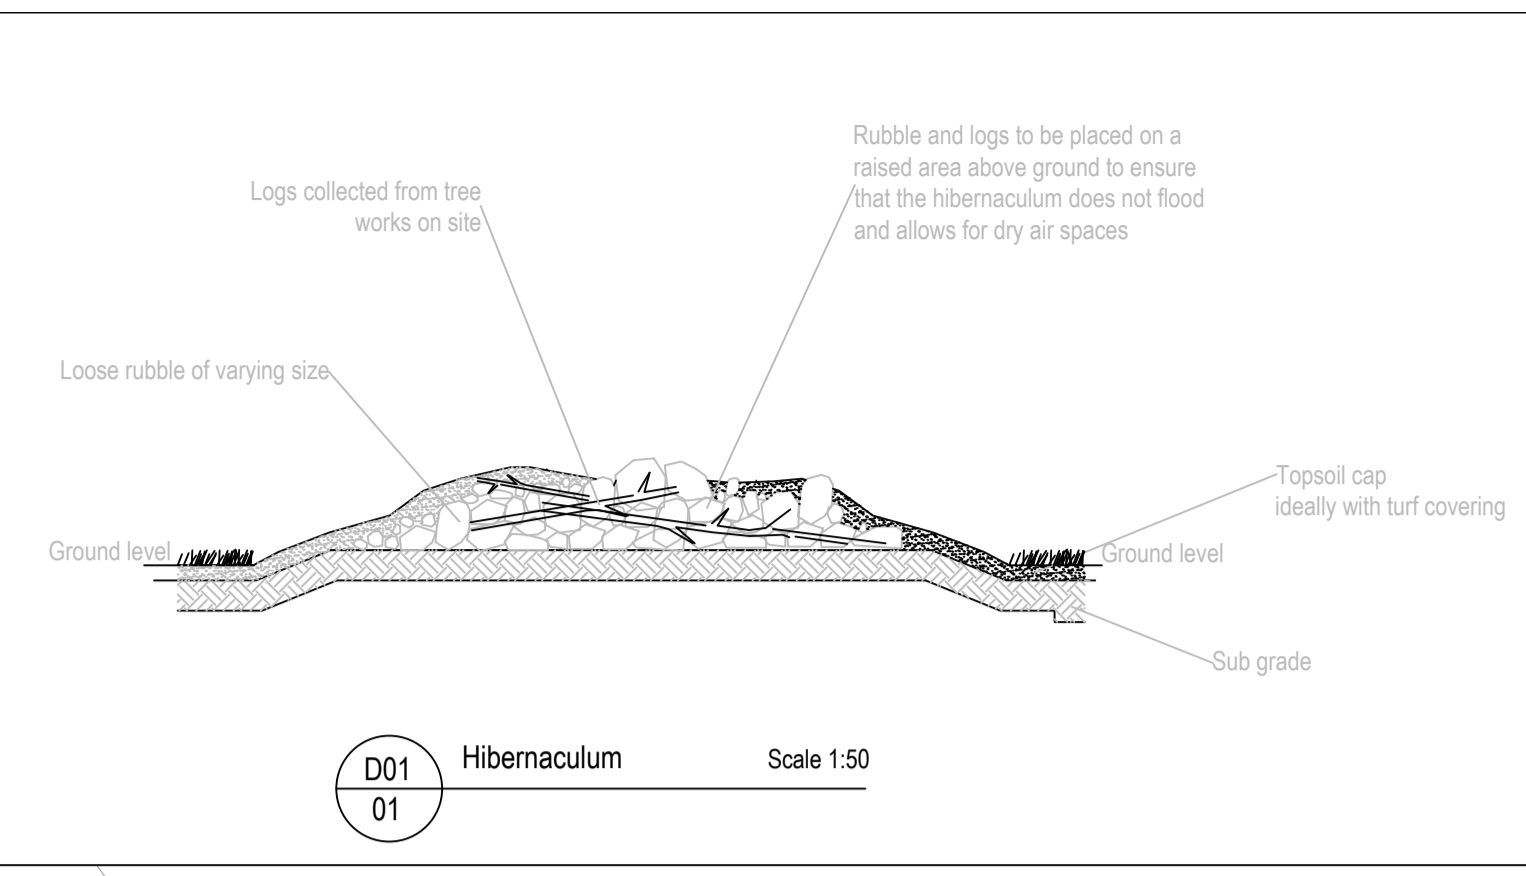 Rubble and logs to be placed on a
raised area above ground to ensure
that the hibernaculum does not flood
and allows for dry air spaces
Logs collected from tree
works on site
Loose rubble of varying size
Topsoil cap
ideally with turf covering
Ground level
Ground level
Sub grade
D01
01
Hibernaculum
Scale 1:50